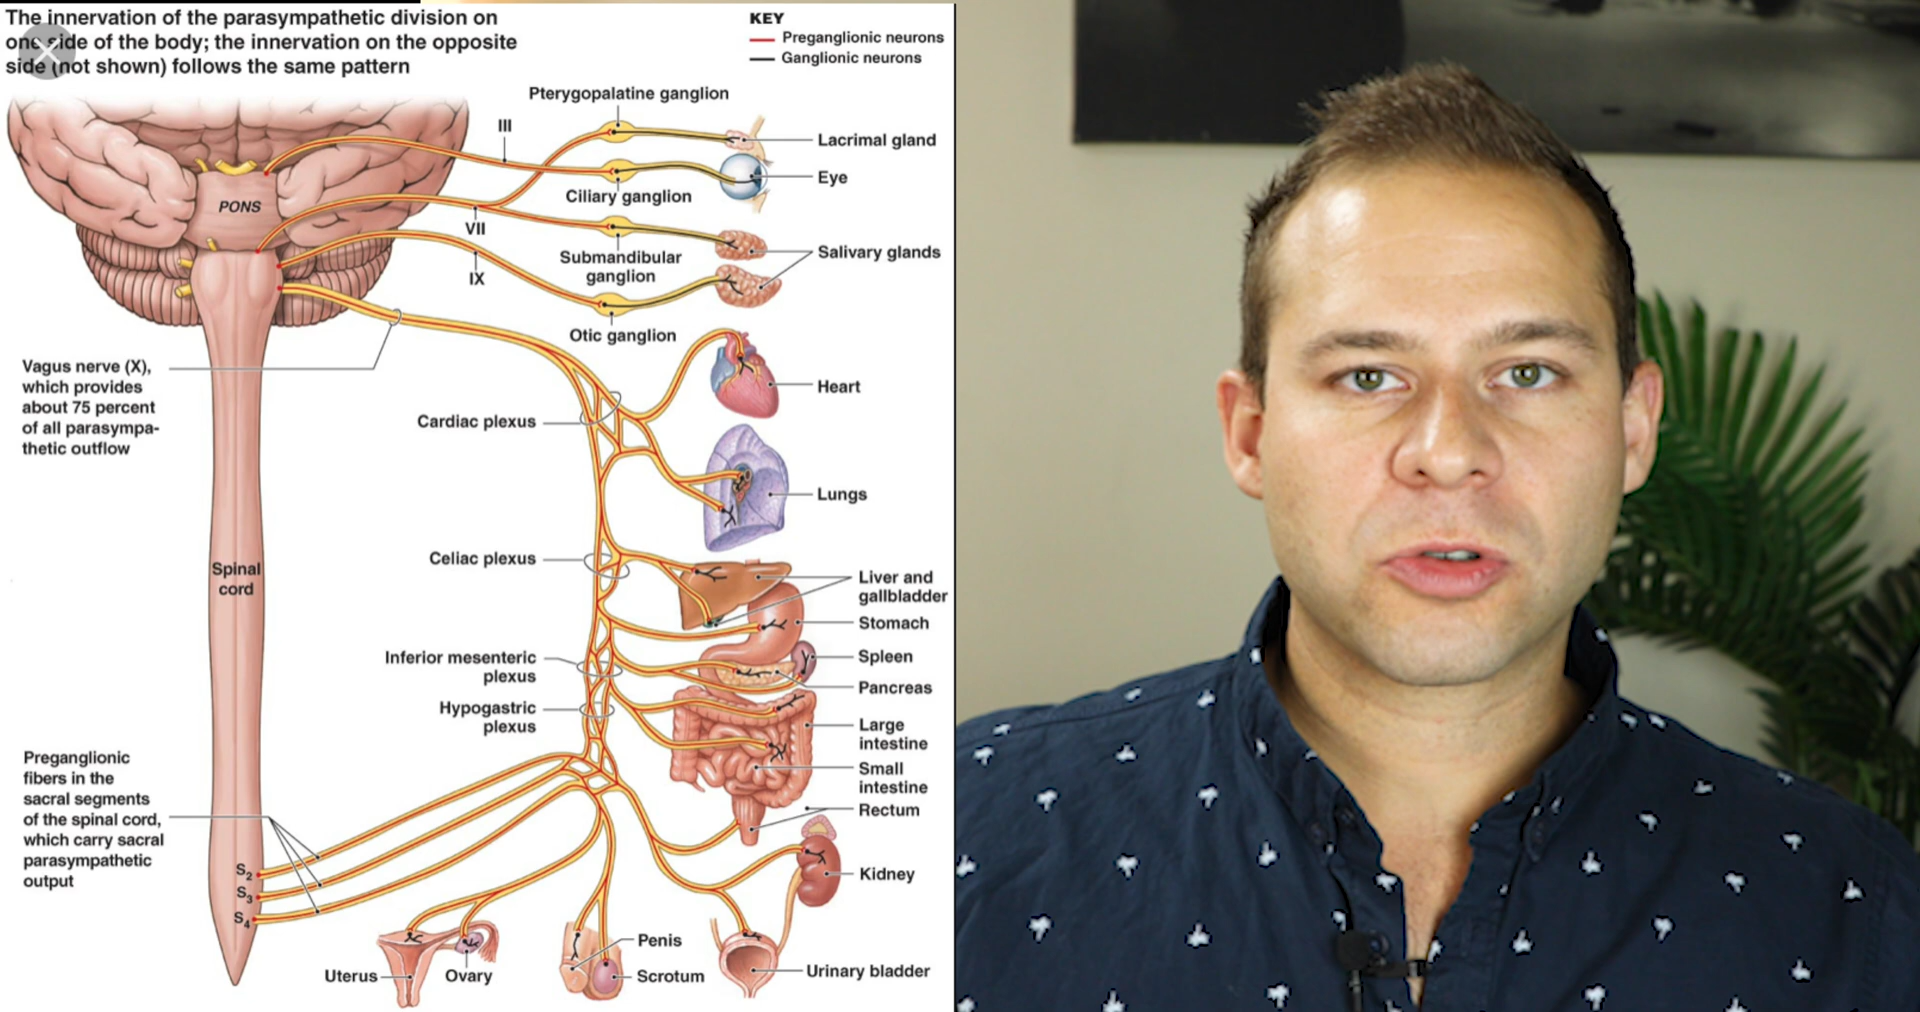 The innervation of the parasympathetic division on
one side of the body; the innervation on the opposite
side (not shown) follows the same pattern
KEY
Preganglionic neurons
Ganglionic neurons
Pterygopalatine ganglion
III
Lacrimal gland
Eye
Ciliary ganglion
PONS
VII
Submandibular
ganglion
Salivary glands
IX
Otic ganglion
Vagus nerve (X),
which provides
about 75 percent
of all parasympa-
thetic outflow
Heart
Cardiac plexus
Lungs
Spinal
cord
Celiac plexus
Liver and
gallbladder
Stomach
Inferior mesenteric
plexus
Spleen
Pancreas
Hypogastric
plexus
Large
intestine
Small
intestine
Rectum
Preganglionic
fibers in the
sacral segments
of the spinal cord,
which carry sacral
parasympathetic
output
S2
S3
S4
Kidney
Uterus
Ovary
Penis
Scrotum
Urinary bladder